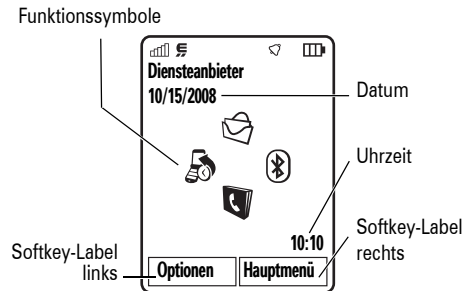 Funktionssymbole
Diensteanbieter
10/15/2008
Datum
Uhrzeit
10:10
Softkey-Label
links
Optionen
Hauptmenü
Softkey-Label
rechts